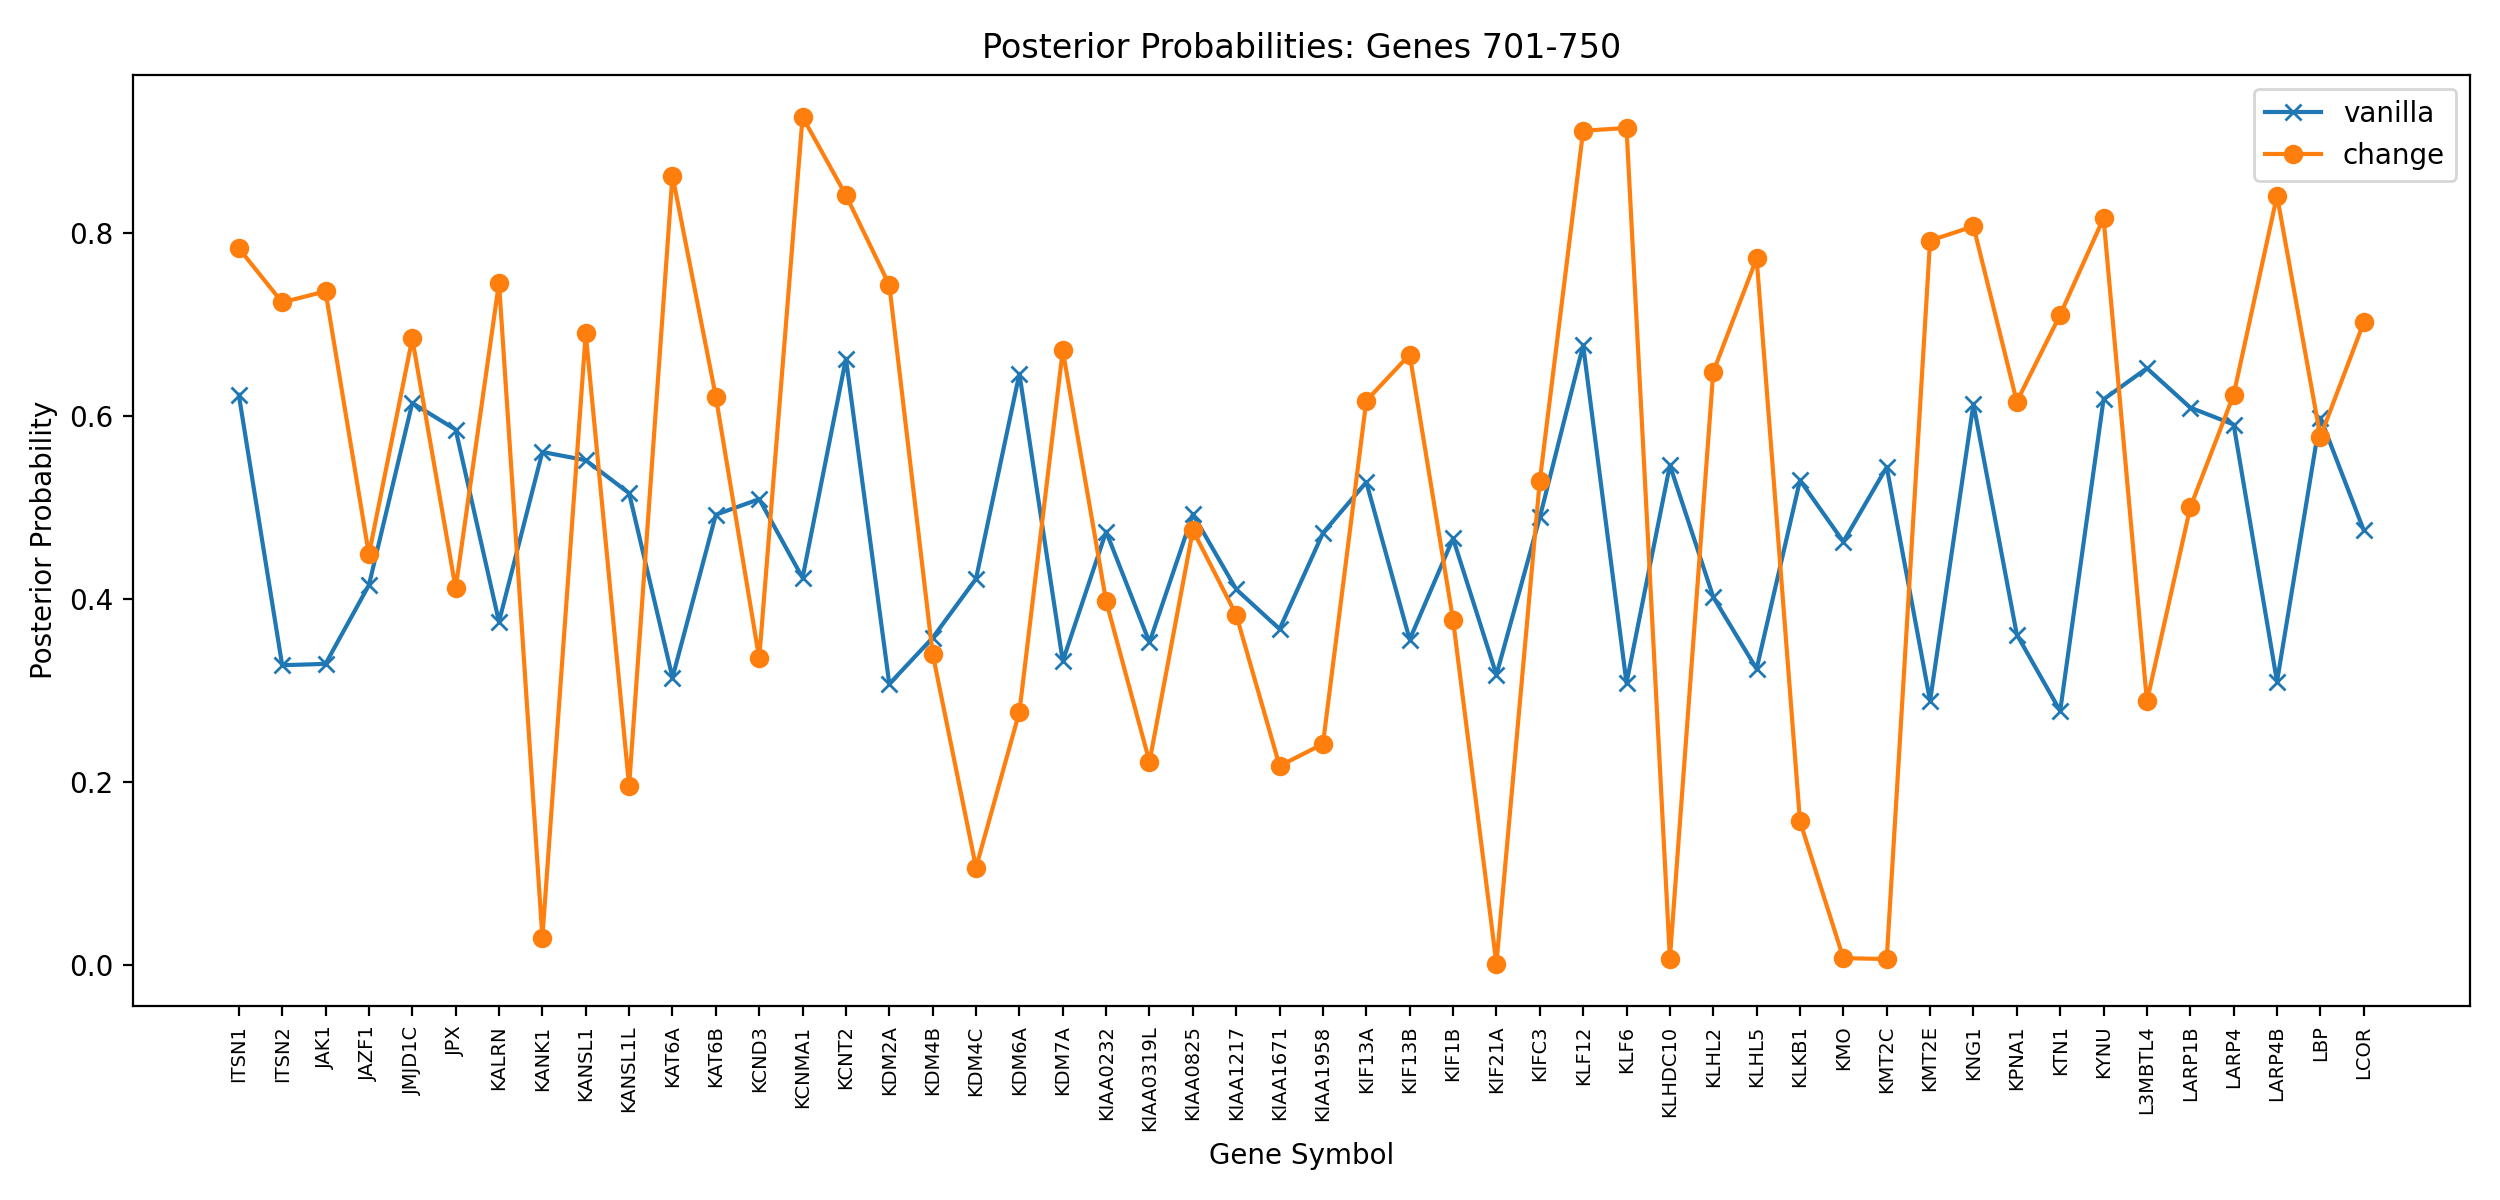 Posterior Probabilities: Genes 701-750
vanilla
change
Posterior Probability
0.8
0.6
0.4
0.2
0.0
ITSN1
ITSN2
JAK1
JAZF1
JMJD1C
JPX
KALRN
KANK1
KANSL1
KANSL1L
KAT6A
KAT6B
KCND3
KCNMA1
KCNT2
KDM2A
KDM4B
KDM4C
KDM6A
KDM7A
KIAA0232
KIAA0319L
KIAA0825
KIAA1217
KIAA1671
KIAA1958
KIF13A
KIF13B
KIF1B
KIF21A
KIFC3
KLF12
KLF6
KLHDC10
KLHL2
KLHL5
KLKB1
KMO
KMT2C
KMT2E
KNG1
KPNA1
KTN1
KYNU
L3MBTL4
LARP1B
LARP4
LARP4B
LBP
LCOR
Gene Symbol